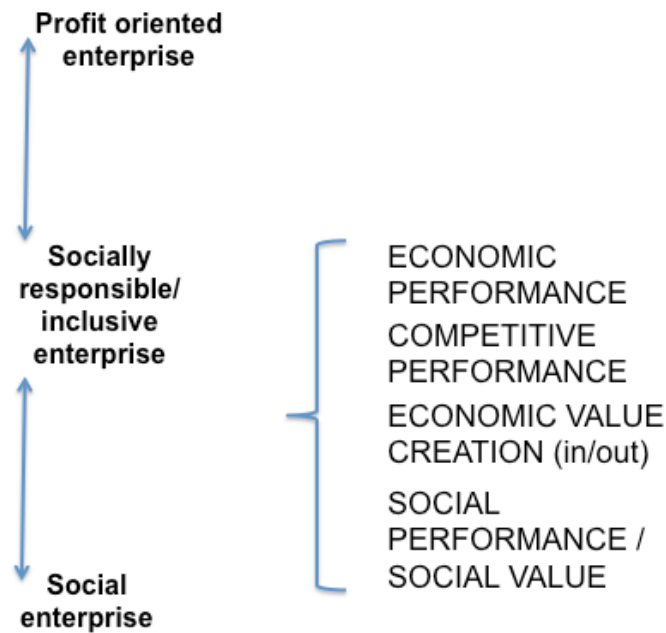 Profit oriented
enterprise
Socially
responsible/
inclusive
enterprise
Social
enterprise
ECONOMIC
PERFORMANCE
COMPETITIVE
PERFORMANCE
ECONOMIC VALUE
CREATION (in/out)
SOCIAL
PERFORMANCE /
SOCIAL VALUE